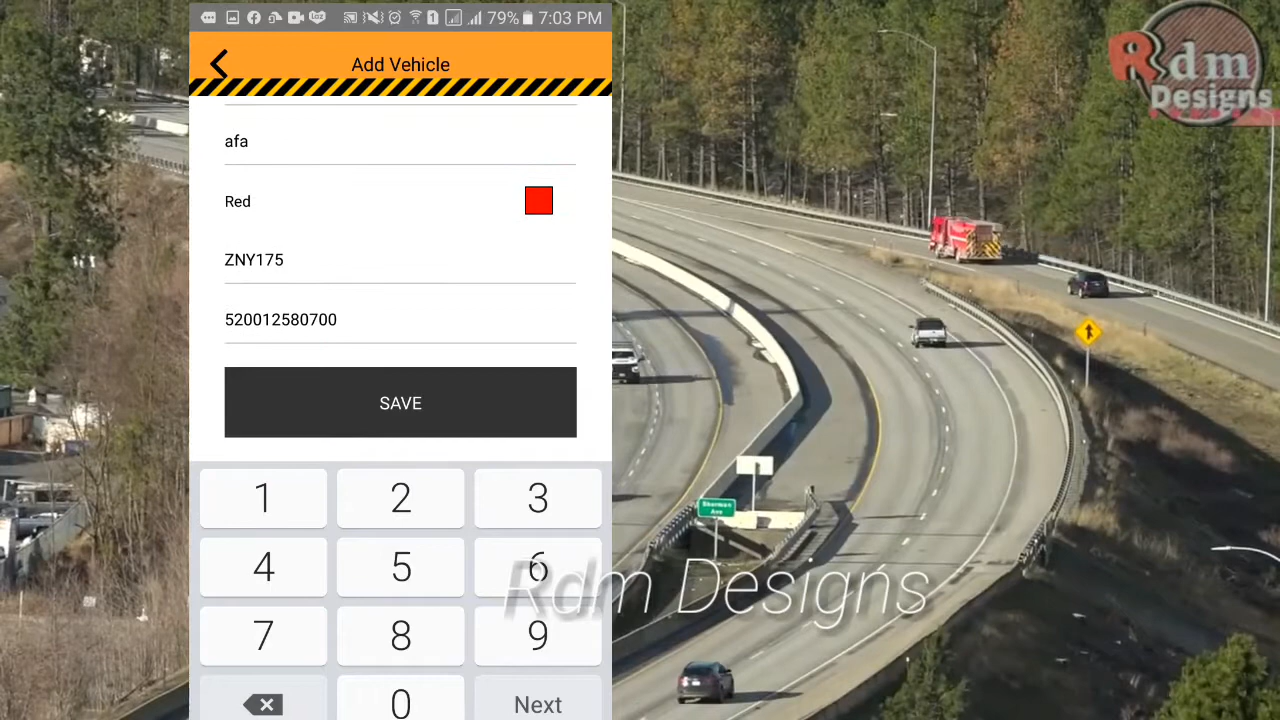 1
79%
7:03 PM
Add Vehicle
afa
Red
ZNY175
520012580700
SAVE
1
2
3
4
5
6
7
8
9
0
Next
Rdm
Designs
Sherman
Ave
Rdm Designs